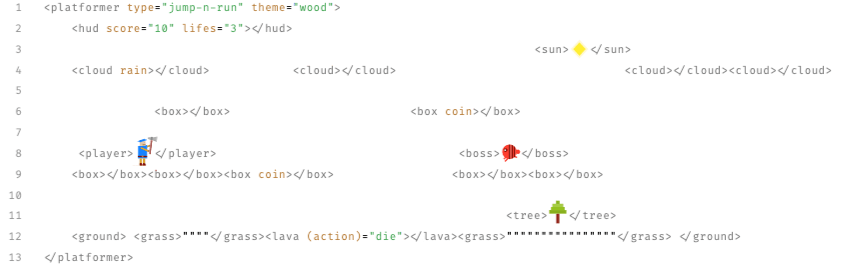 1 <platformer type="jump-n-run" theme="wood">
2 <hud score="10" lifes="3"></hud>
3 <sun></sun>
4 <cloud rain></cloud> <cloud></cloud> <cloud></cloud><cloud></cloud>
5
6 <box></box> <box coin></box>
7
8 <player></player> <boss></boss>
9 <box></box><box></box><box coin></box> <box></box><box></box>
10
11 <tree></tree>
12 <ground> <grass>""""</grass><lava (action)="die"></lava><grass>""""""""""""""""</grass> </ground>
13 </platformer>